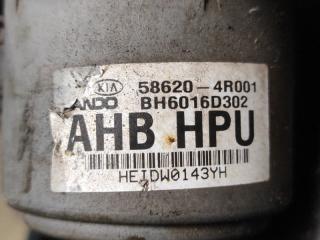 KIA 58620-4R001
MANDO BH6016D302
AHB HPU
HEIDW0143YH